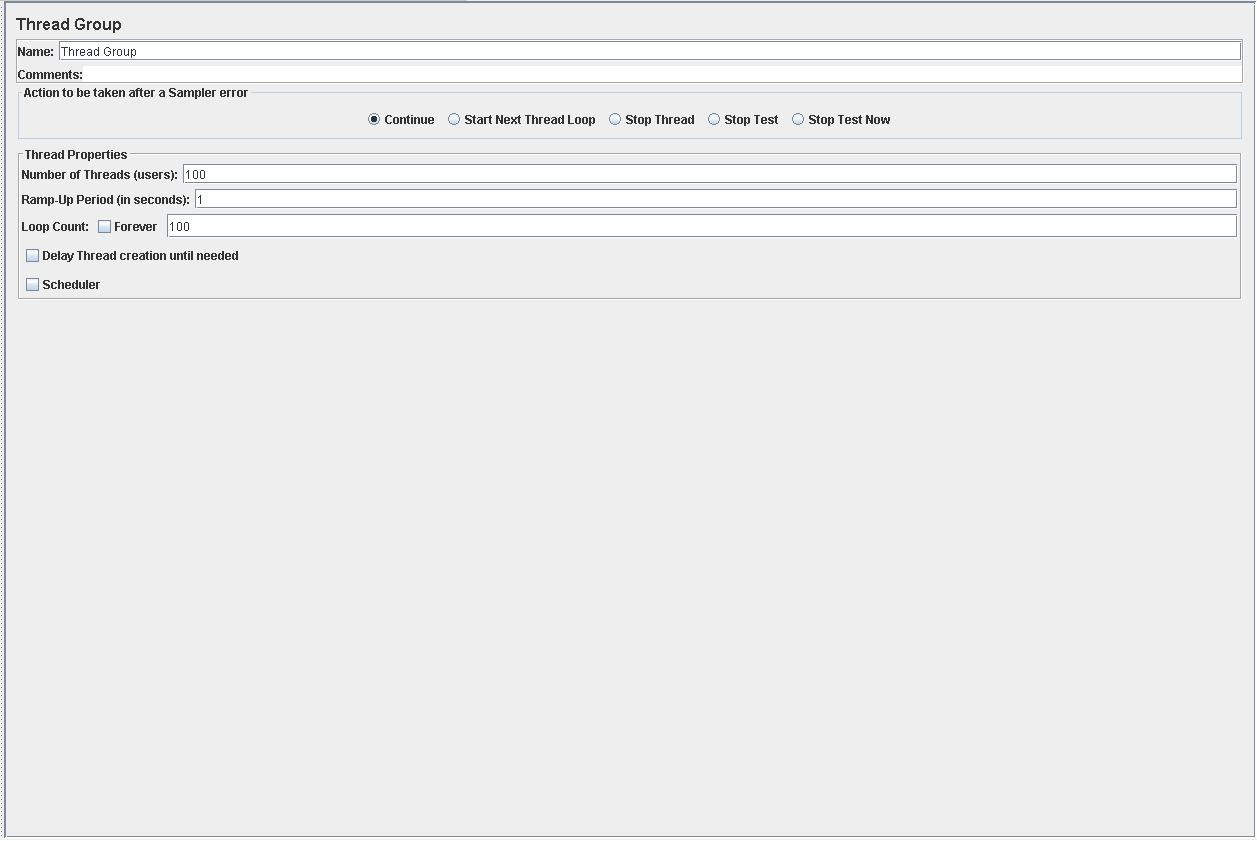 Thread Group
Name: Thread Group
Comments:
Action to be taken after a Sampler error
Continue Start Next Thread Loop Stop Thread Stop Test Stop Test Now
Thread Properties
Number of Threads (users): 100
Ramp-Up Period (in seconds): 1
Loop Count: Forever 100
Delay Thread creation until needed
Scheduler